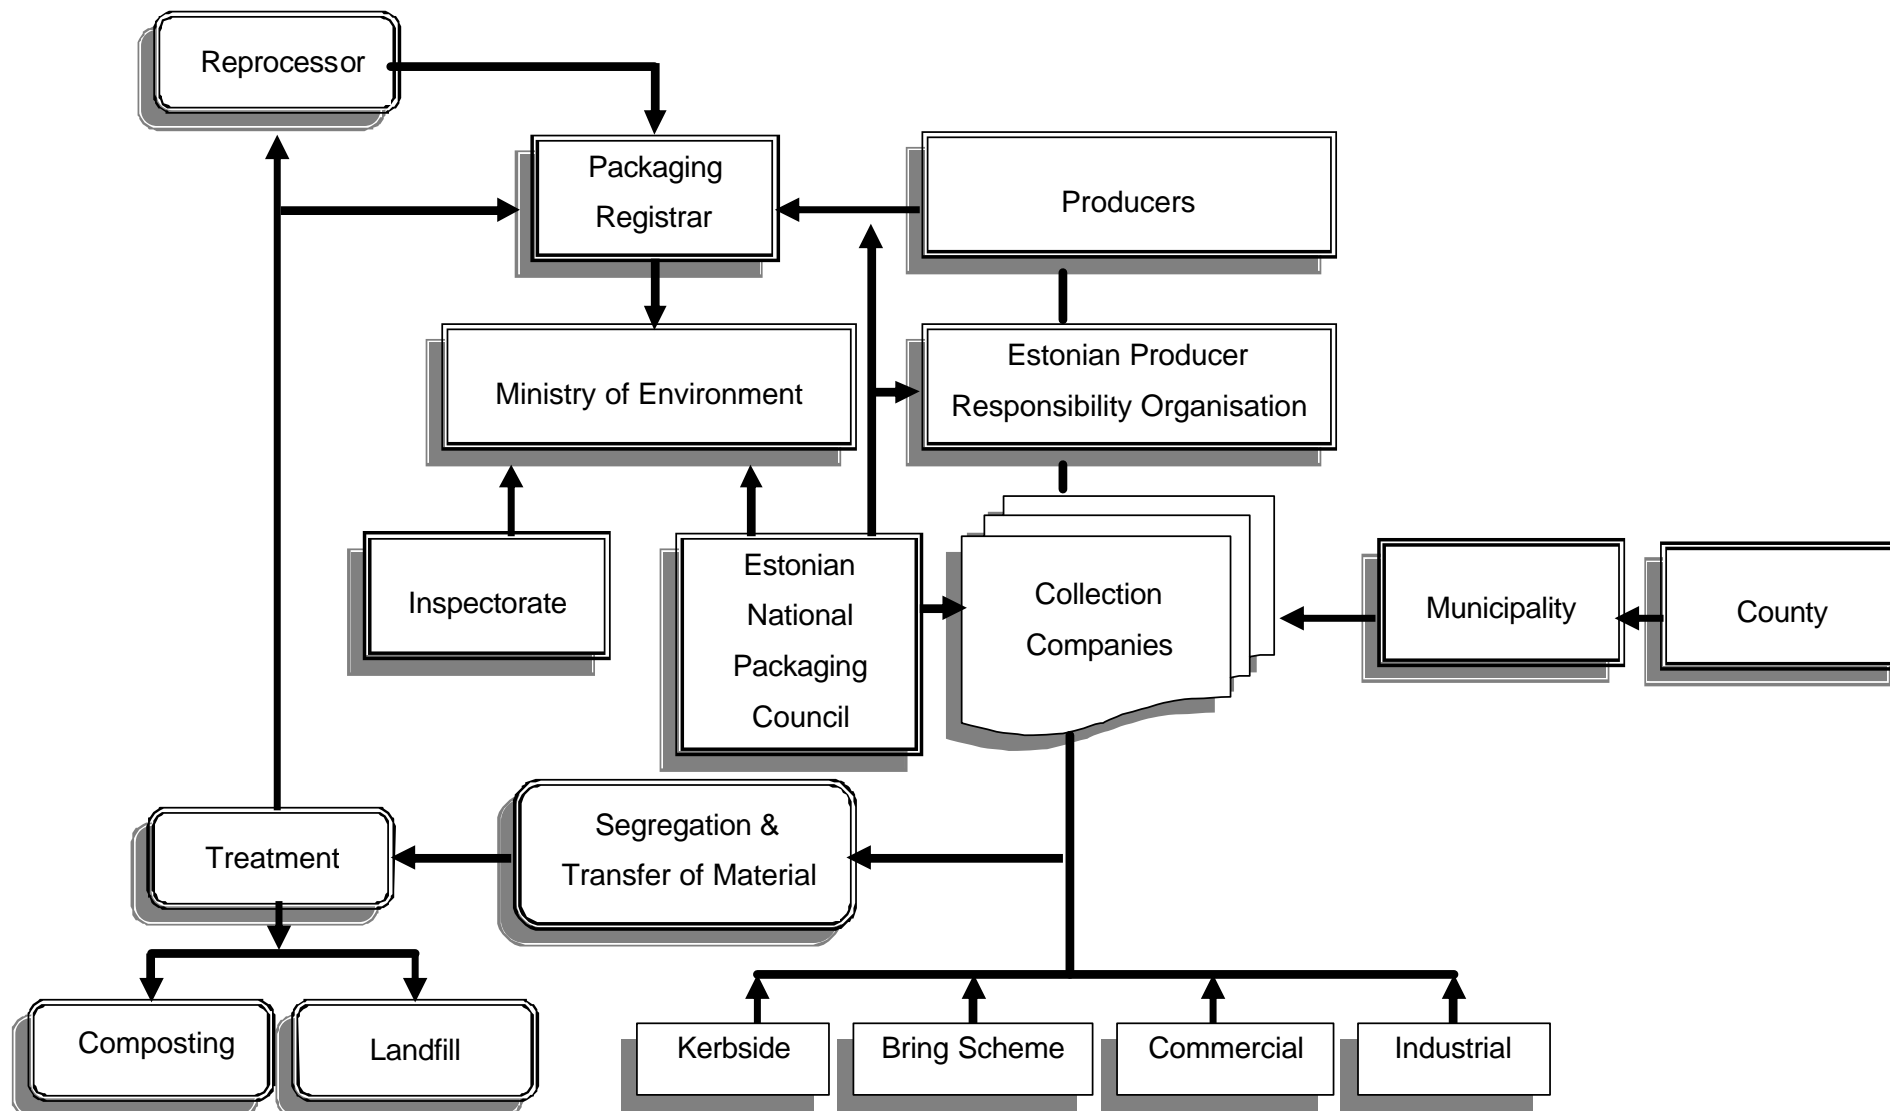 Reprocessor
Packaging
Registrar
Producers
Ministry of Environment
Estonian Producer
Responsibility Organisation
Inspectorate
Estonian
National
Packaging
Council
Collection
Companies
Municipality
County
Treatment
Segregation &
Transfer of Material
Composting
Landfill
Kerbside
Bring Scheme
Commercial
Industrial